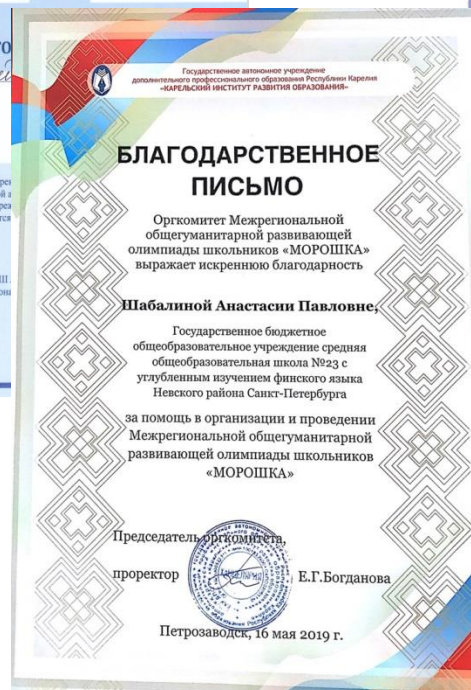 Государственное автономное учреждение
дополнительного профессионального образования Республики Карелия
«КАРЕЛЬСКИЙ ИНСТИТУТ РАЗВИТИЯ ОБРАЗОВАНИЯ»
БЛАГОДАРСТВЕННОЕ
ПИСЬМО
Оргкомитет Межрегиональной
общегуманитарной развивающей
олимпиады школьников «МОРОШКА»
выражает искреннюю благодарность
Шабалиной Анастасии Павловне,
Государственное бюджетное
общеобразовательное учреждение средняя
общеобразовательная школа №23 с
углубленным изучением финского языка
Невского района Санкт-Петербурга
за помощь в организации и проведении
Межрегиональной общегуманитарной
развивающей олимпиады школьников
«МОРОШКА»
Председатель оргкомитета,
проректор Е.Г.Богданова
Петрозаводск, 16 мая 2019 г.